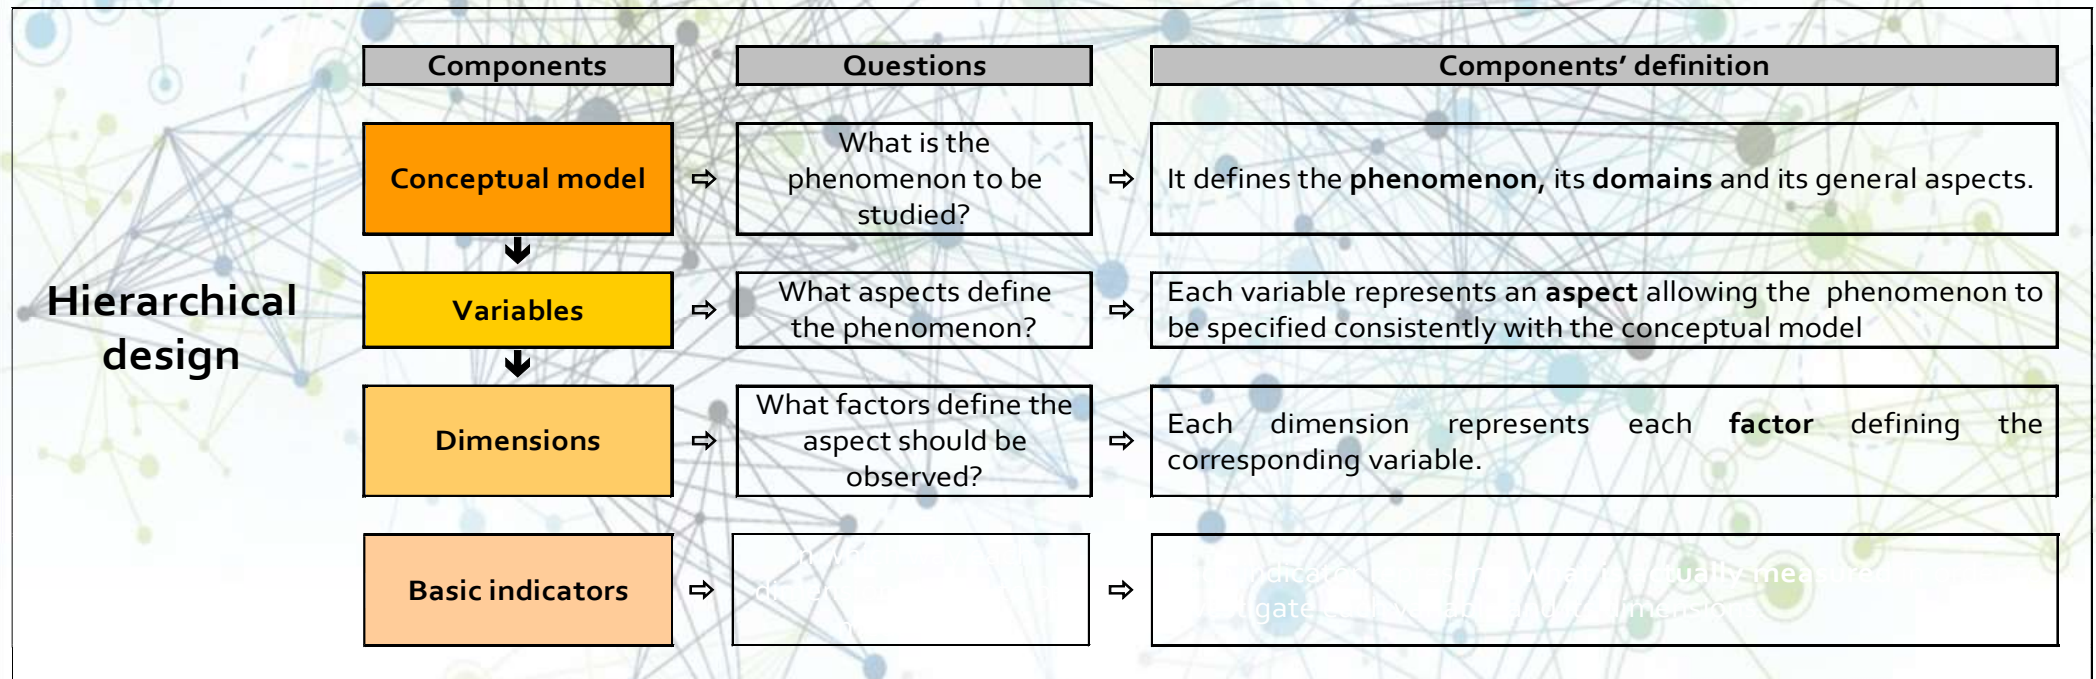 Components
Questions
Components’ definition
Hierarchical
design
Conceptual model
What is the
phenomenon to be
studied?
It defines the phenomenon, its domains and its general aspects.
Variables
What aspects define
the phenomenon?
Each variable represents an aspect allowing the phenomenon to
be specified consistently with the conceptual model
Dimensions
What factors define the
aspect should be
observed?
Each dimension represents each factor defining the
corresponding variable.
Basic indicators
actually measured